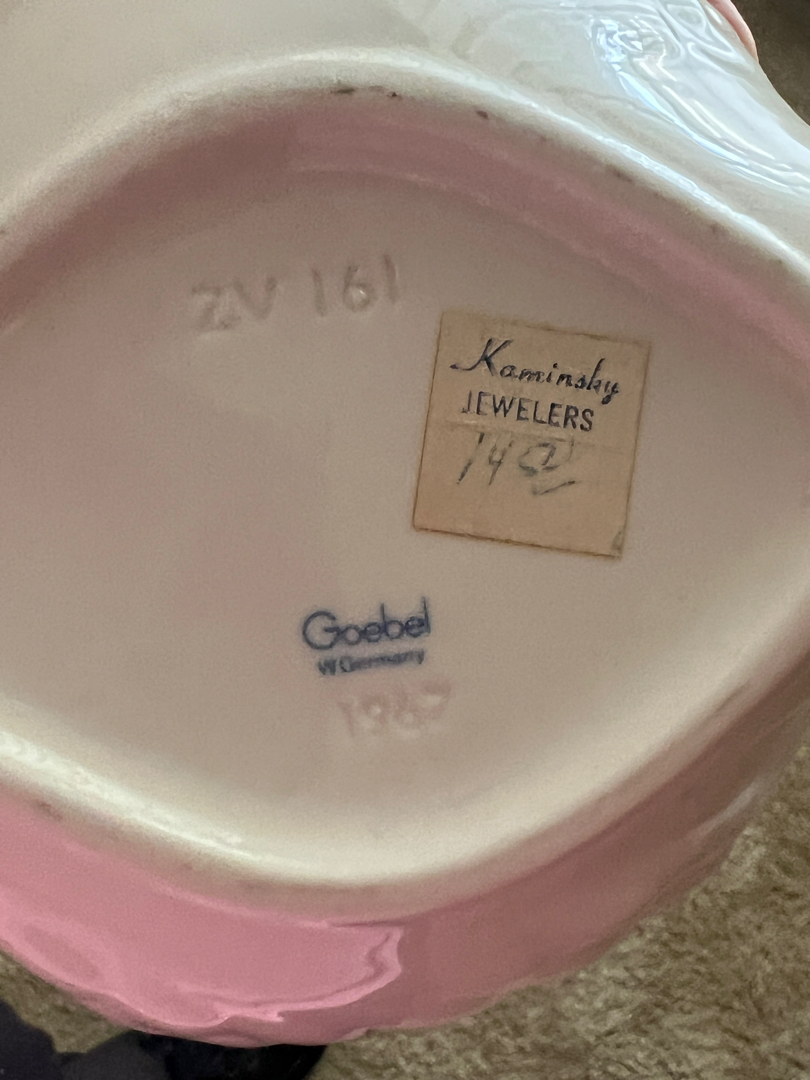 ZV 161
Kaminsky
JEWELERS
Goebel
W.Germany